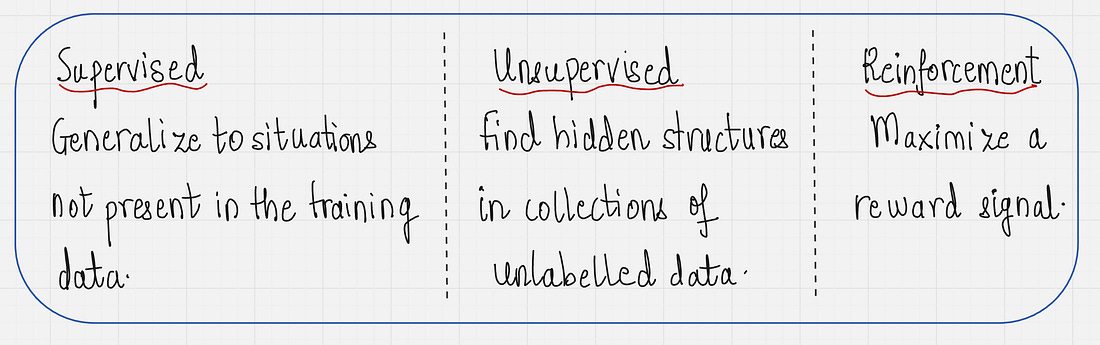 Supervised
Generalize to situations
not present in the training
data.
Unsupervised
find hidden structures
in collections of
unlabelled data.
Reinforcement
Maximize a
reward signal.